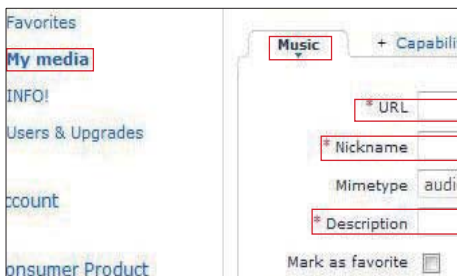 Favorites
My media
INFO!
Users & Upgrades
ccount
onsumer Product
Music
+ Capabili
* URL
* Nickname
Mimetype audi
* Description
Mark as favorite